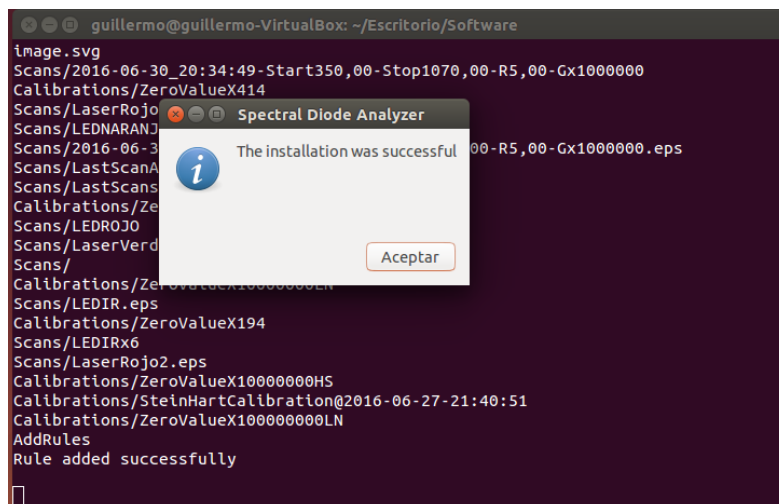 guillermo@guillermo-VirtualBox: ~/Escritorio/Software
image.svg
Scans/2016-06-30_20:34:49-Start350,00-Stop1070,00-R5,00-Gx1000000
Calibrations/ZeroValueX414
Scans/LaserRojo
Spectral Diode Analyzer
Scans/LEDNARANJ
The installation was successful
Scans/2016-06-3
00-R5,00-Gx1000000.eps
Scans/LastScanA
Scans/LastScans
Calibrations/Ze
Scans/LEDROJO
Scans/LaserVerd
Aceptar
Scans/
Calibrations/ZeroValueX10000000LN
Scans/LEDIR.eps
Calibrations/ZeroValueX194
Scans/LEDIRx6
Scans/LaserRojo2.eps
Calibrations/ZeroValueX10000000HS
Calibrations/SteinHartCalibration@2016-06-27-21:40:51
Calibrations/ZeroValueX100000000LN
AddRules
Rule added successfully